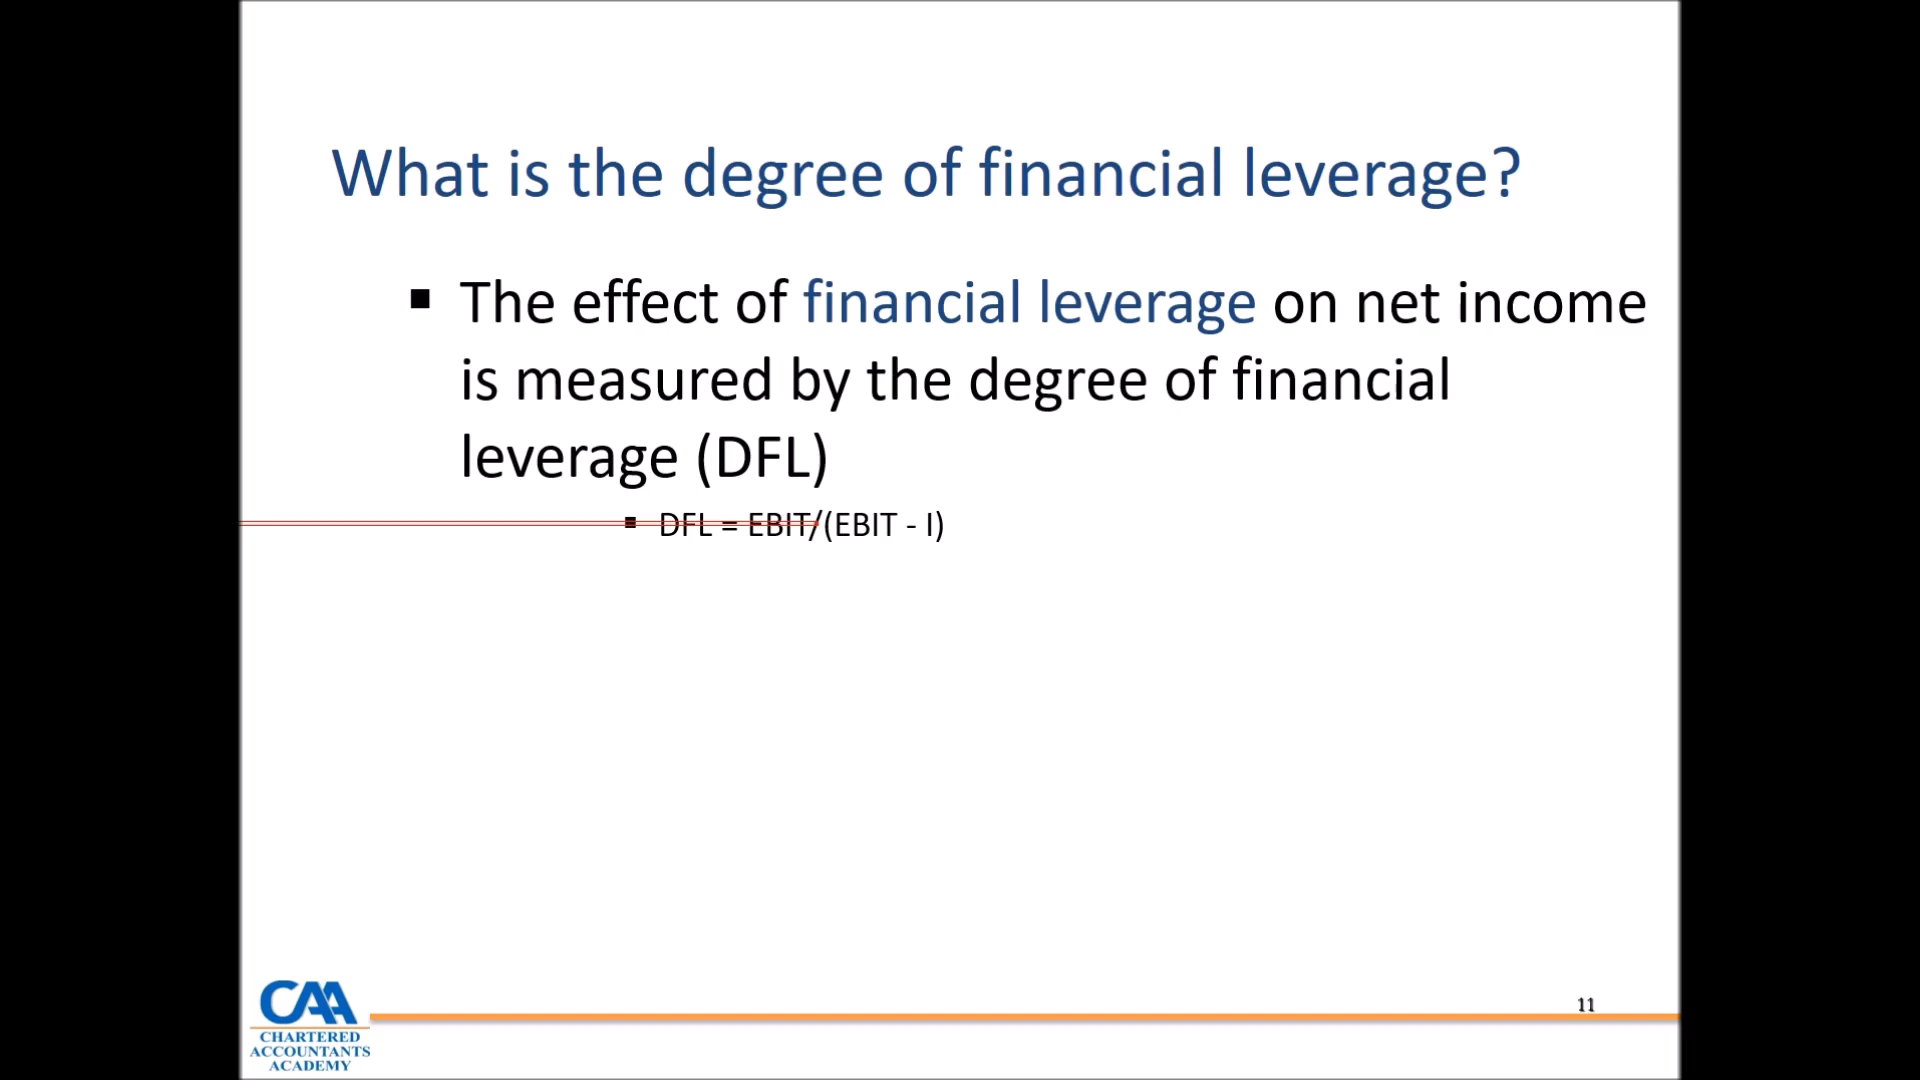 What is the degree of financial leverage?
▪ The effect of financial leverage on net income
is measured by the degree of financial
leverage (DFL)
▪ DFL = EBIT/(EBIT - I)
11
CAA
CHARTERED
ACCOUNTANTS
ACADEMY